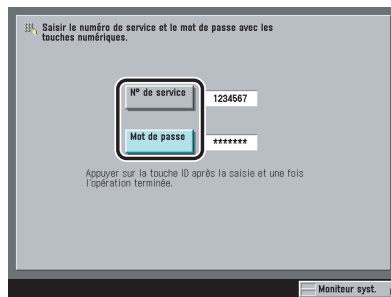 Saisir le numéro de service et le mot de passe avec les
touches numériques.
N° de service
1234567
Mot de passe
*******
Appuyer sur la touche ID après la saisie et une fois
l'opération terminée.
Moniteur syst.